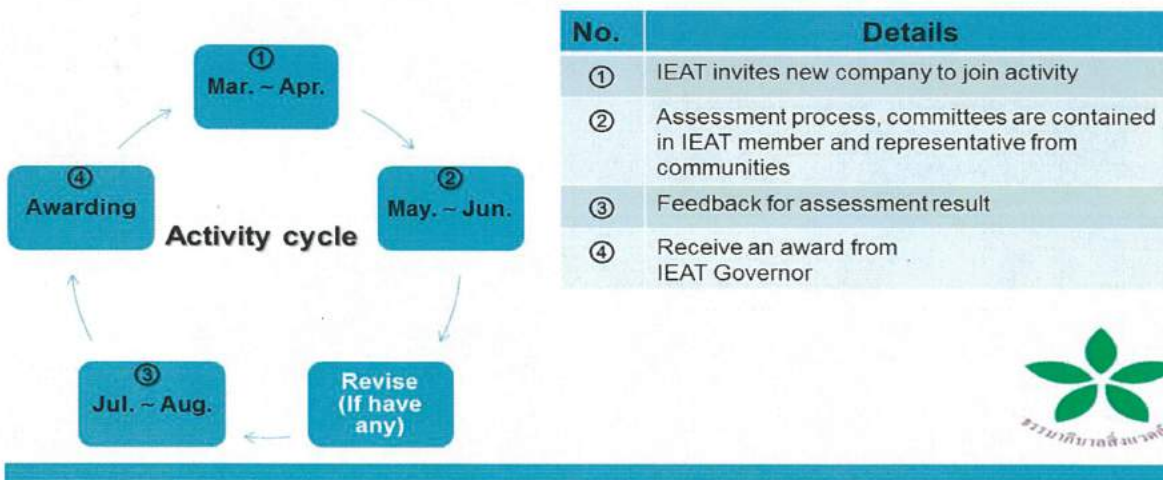 ①
Mar. ~ Apr.
②
May. ~ Jun.
Revise
(If have
any)
③
Jul. ~ Aug.
④
Awarding
Activity cycle
No. Details
① IEAT invites new company to join activity
② Assessment process, committees are contained
in IEAT member and representative from
communities
③ Feedback for assessment result
④ Receive an award from
IEAT Governor